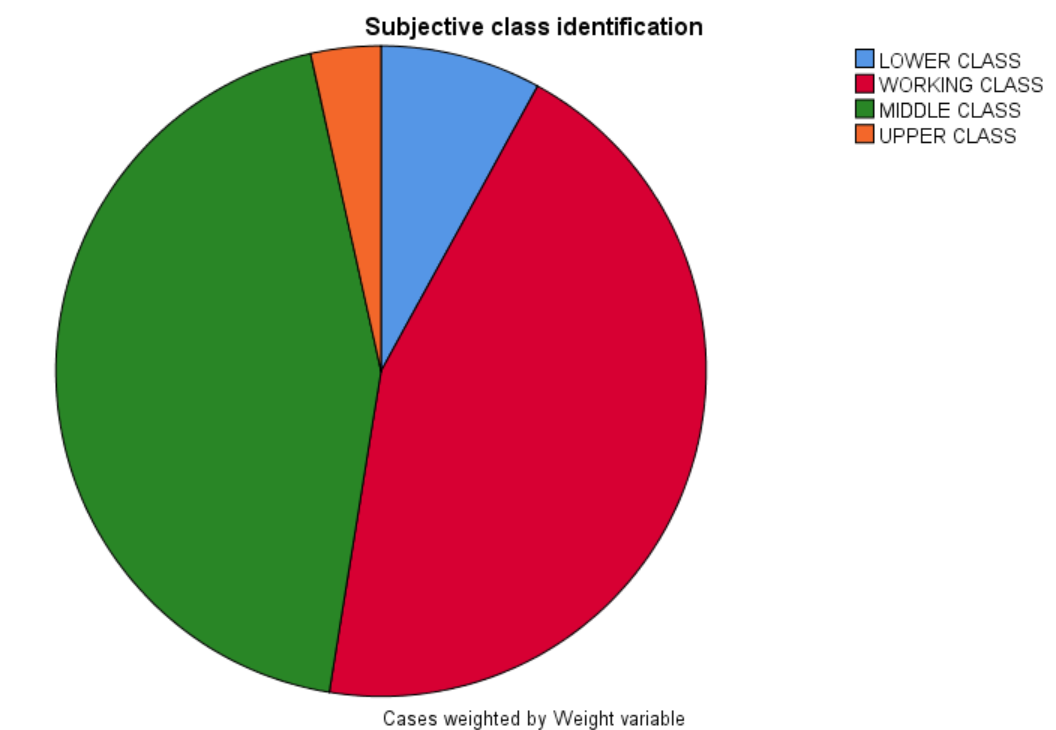 Subjective class identification
LOWER CLASS
WORKING CLASS
MIDDLE CLASS
UPPER CLASS
Cases weighted by Weight variable